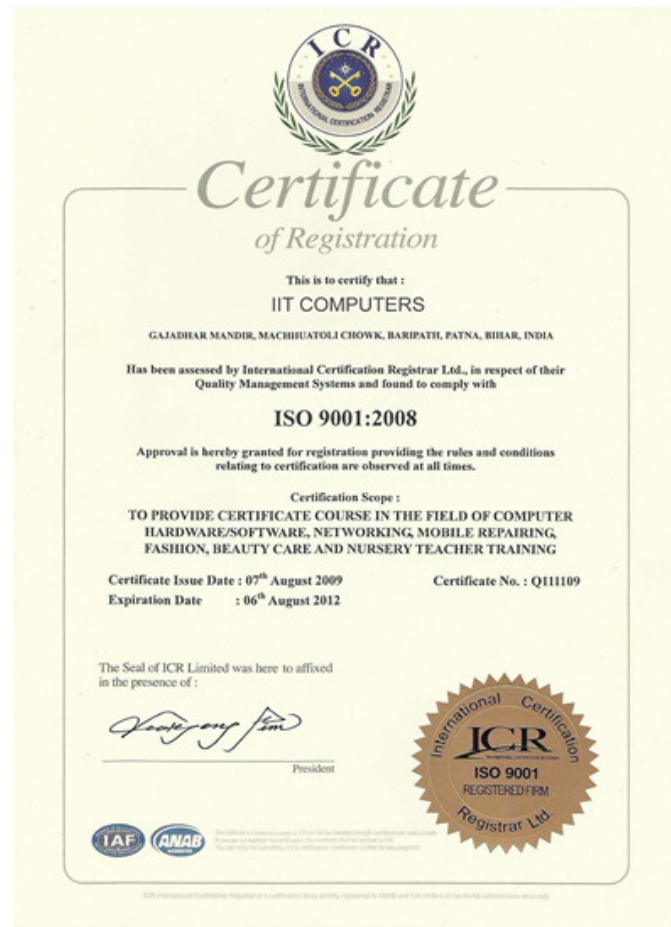 ICR
INTERNATIONAL CERTIFICATION REGISTRAR
Certificate
of Registration
This is to certify that :
IIT COMPUTERS
GAJADHAR MANDIR, MACHHUATOLI CHOWK, BARIPATH, PATNA, BIHAR, INDIA
Has been assessed by International Certification Registrar Ltd., in respect of their
Quality Management Systems and found to comply with
ISO 9001:2008
Approval is hereby granted for registration providing the rules and conditions
relating to certification are observed at all times.
Certification Scope :
TO PROVIDE CERTIFICATE COURSE IN THE FIELD OF COMPUTER
HARDWARE/SOFTWARE, NETWORKING, MOBILE REPAIRING,
FASHION, BEAUTY CARE AND NURSERY TEACHER TRAINING
Certificate Issue Date : 07th August 2009 Certificate No. : Q111109
Expiration Date : 06th August 2012
The Seal of ICR Limited was here to affixed
in the presence of :
President
International Certification
ICR
ISO 9001
REGISTERED FIRM
Registrar Ltd.
IAF
ANAB